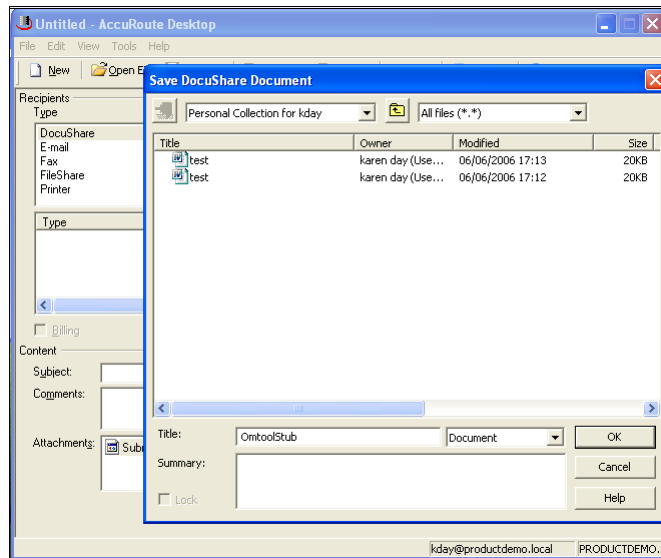 Untitled - AccuRoute Desktop
File Edit View Tools Help
New Open E
Save DocuShare Document
Recipients
Type
DocuShare
E-mail
Fax
FileShare
Printer
Type
Billing
Content
Subject:
Comments:
Attachments: Sub
Personal Collection for kday All files (*.*)
Title Owner Modified Size
test karen day (Use... 06/06/2006 17:13 20KB
test karen day (Use... 06/06/2006 17:12 20KB
Title: OmtoolStub Document OK
Summary: Cancel
Lock Help
kday@productdemo.local PRODUCTDEMO.